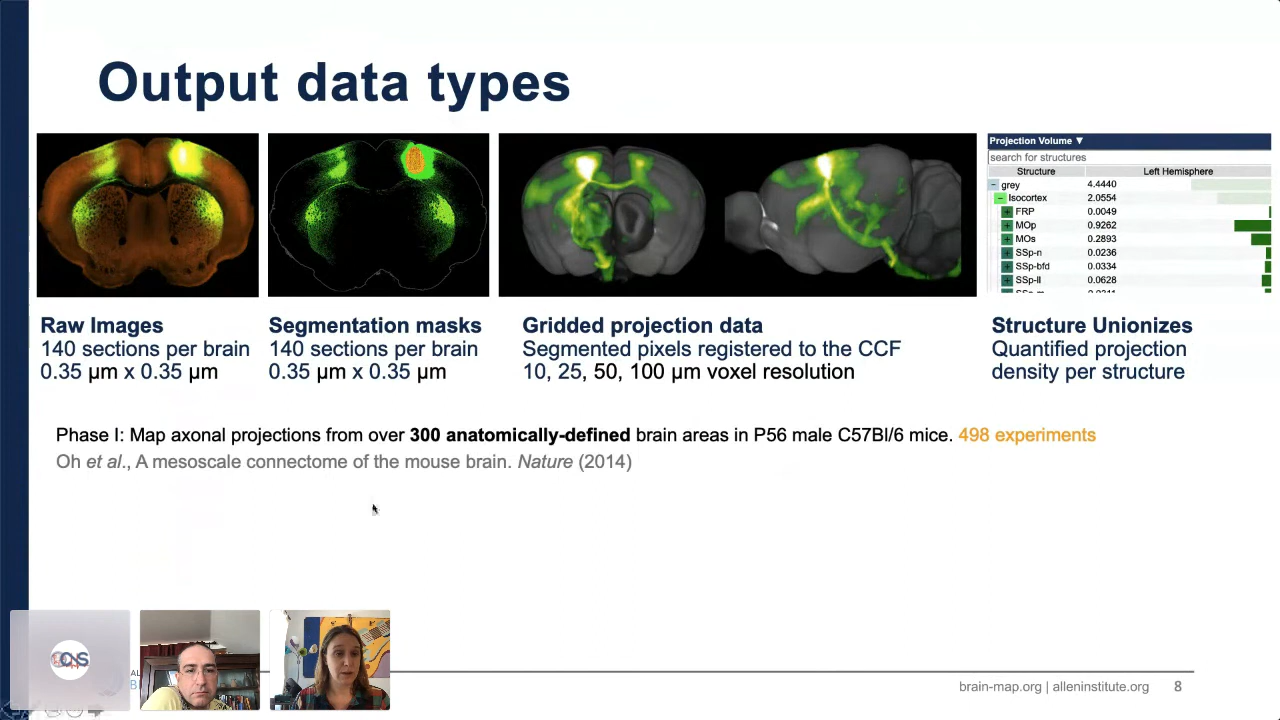 Output data types
Projection Volume ▼
search for structures
Structure Left Hemisphere
grey 4.4440
Isocortex 2.0554
FRP 0.0049
MOp 0.9262
MOs 0.2893
SSp-n 0.0236
SSp-bfd 0.0334
SSp-ll 0.0628
Raw Images
140 sections per brain
0.35 µm x 0.35 µm
Segmentation masks
140 sections per brain
0.35 µm x 0.35 µm
Gridded projection data
Segmented pixels registered to the CCF
10, 25, 50, 100 µm voxel resolution
Structure Unionizes
Quantified projection
density per structure
Phase I: Map axonal projections from over 300 anatomically-defined brain areas in P56 male C57Bl/6 mice. 498 experiments
Oh et al., A mesoscale connectome of the mouse brain. Nature (2014)
brain-map.org | alleninstitute.org 8